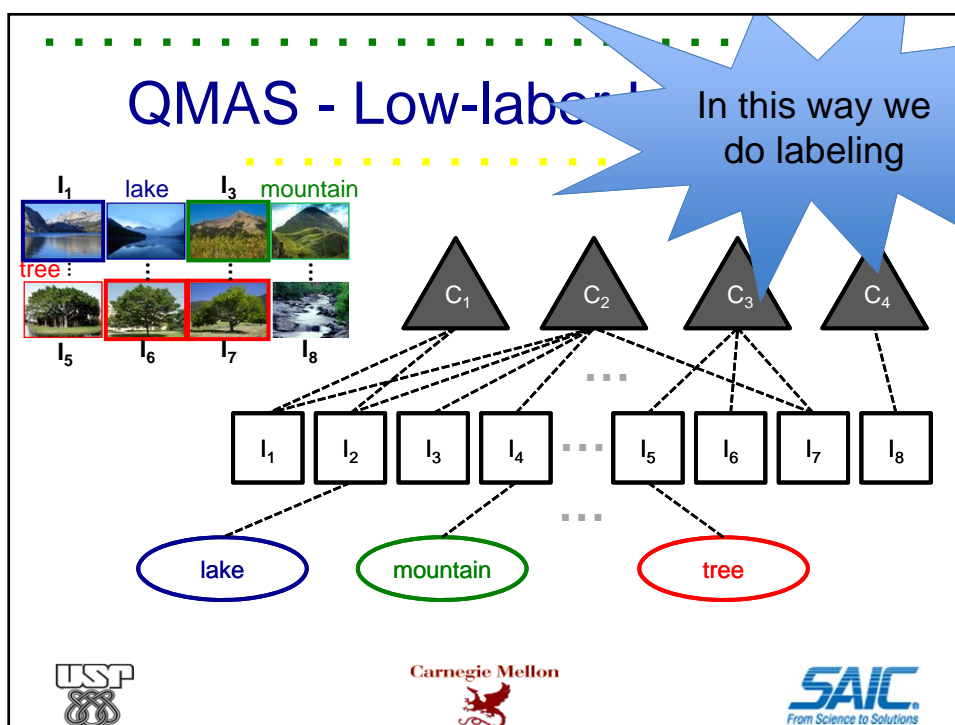 QMAS - Low-labor
In this way we
do labeling
I1 lake I3 mountain
tree
I5 I6 I7 I8
C1 C2 C3 C4
I1 I2 I3 I4 I5 I6 I7 I8
lake mountain tree
USP
Carnegie Mellon
SAIC.
From Science to Solutions